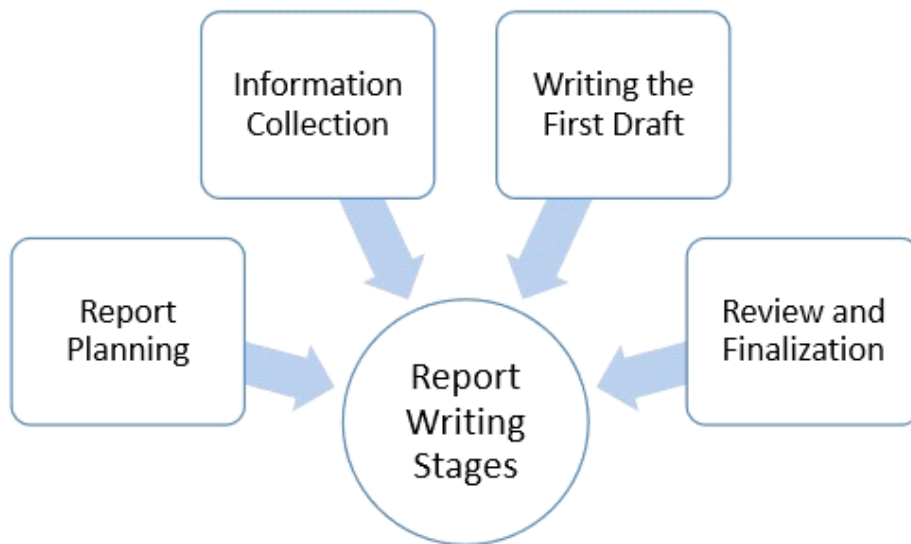 Report
Planning
Information
Collection
Writing the
First Draft
Review and
Finalization
Report
Writing
Stages